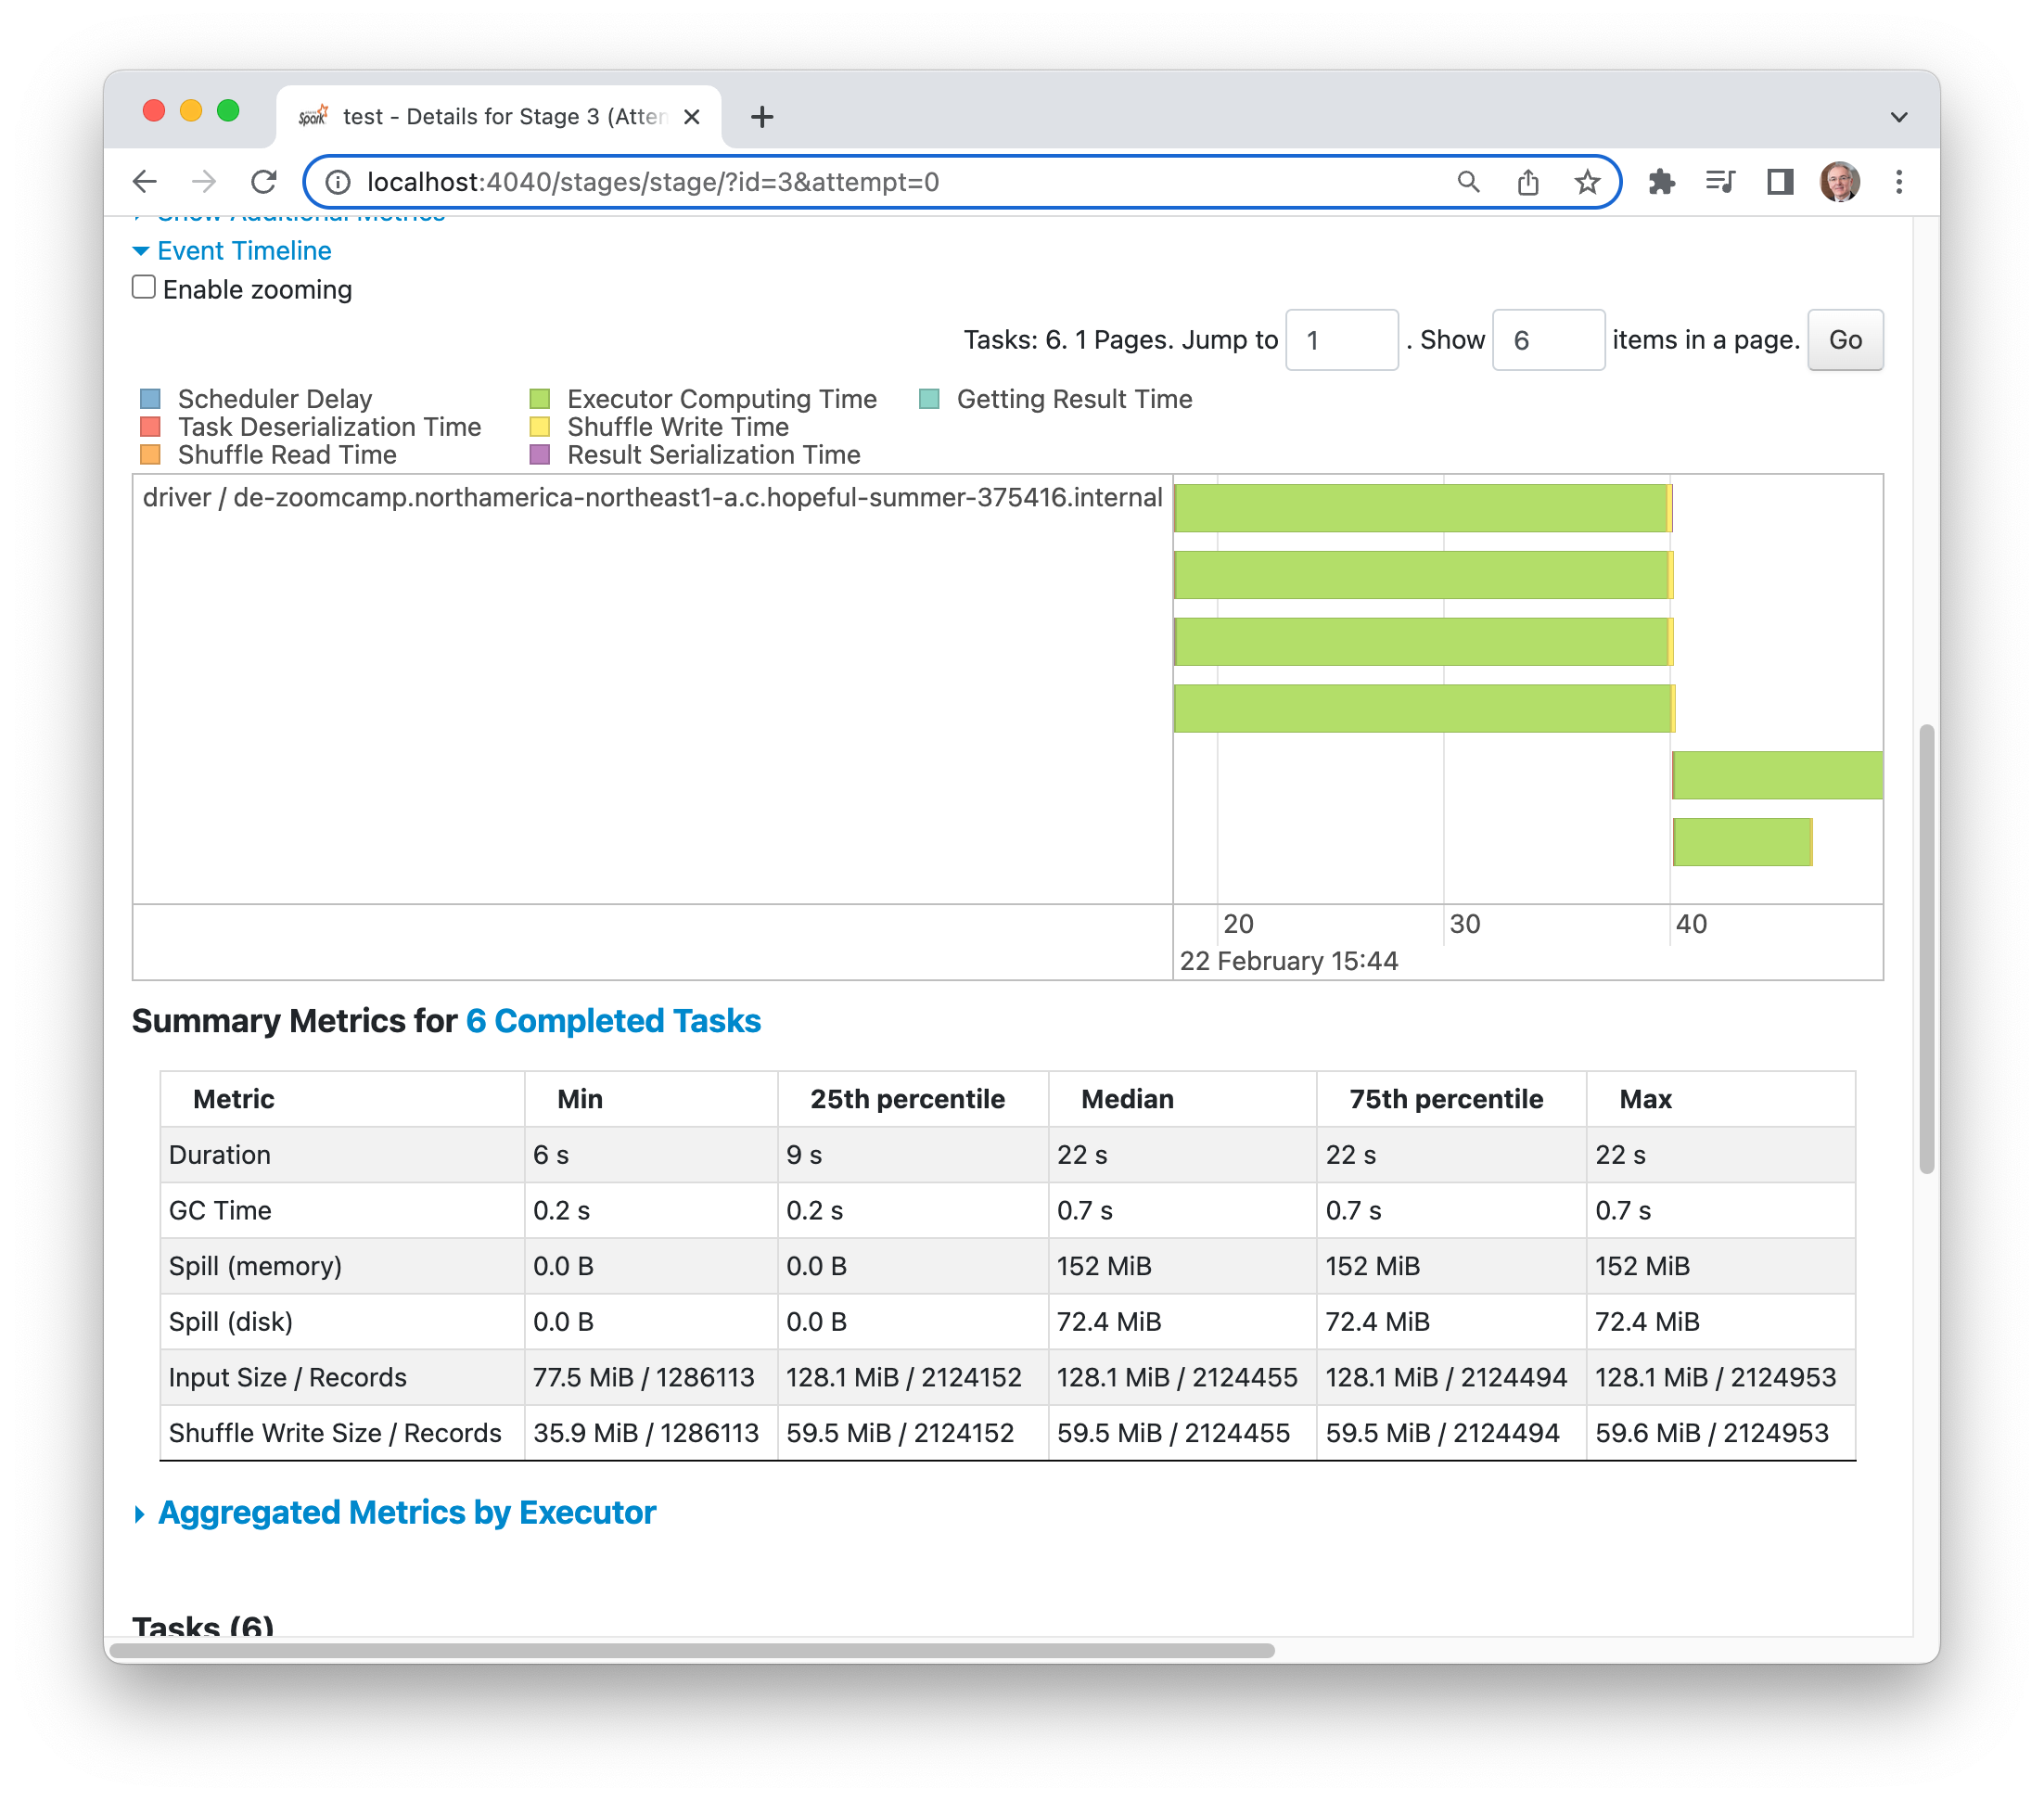 Spark test - Details for Stage 3 (Atten
localhost:4040/stages/stage/?id=3&attempt=0
Show Additional Metrics
Event Timeline
Enable zooming
Tasks: 6. 1 Pages. Jump to 1 . Show 6 items in a page. Go
Scheduler Delay Executor Computing Time Getting Result Time
Task Deserialization Time Shuffle Write Time
Shuffle Read Time Result Serialization Time
driver / de-zoomcamp.northamerica-northeast1-a.c.hopeful-summer-375416.internal
20 30 40
22 February 15:44
Summary Metrics for 6 Completed Tasks
Metric Min 25th percentile Median 75th percentile Max
Duration 6 s 9 s 22 s 22 s 22 s
GC Time 0.2 s 0.2 s 0.7 s 0.7 s 0.7 s
Spill (memory) 0.0 B 0.0 B 152 MiB 152 MiB 152 MiB
Spill (disk) 0.0 B 0.0 B 72.4 MiB 72.4 MiB 72.4 MiB
Input Size / Records 77.5 MiB / 1286113 128.1 MiB / 2124152 128.1 MiB / 2124455 128.1 MiB / 2124494 128.1 MiB / 2124953
Shuffle Write Size / Records 35.9 MiB / 1286113 59.5 MiB / 2124152 59.5 MiB / 2124455 59.5 MiB / 2124494 59.6 MiB / 2124953
Aggregated Metrics by Executor
Tasks (6)